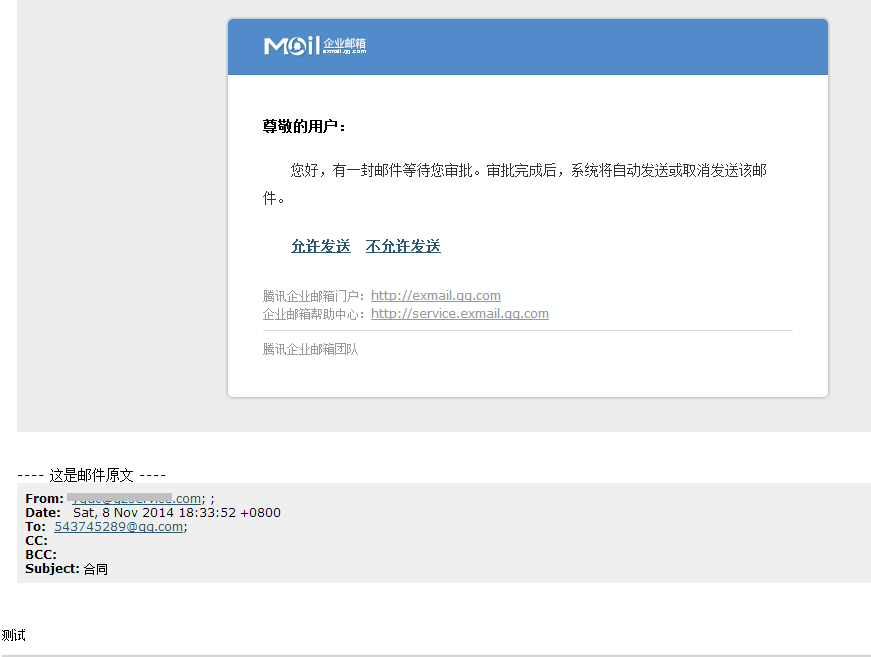 Mail 企业邮箱
exmail.qq.com
尊敬的用户：
您好，有一封邮件等待您审批。审批完成后，系统将自动发送或取消发送该邮
件。
允许发送 不允许发送
腾讯企业邮箱门户：http://exmail.qq.com
企业邮箱帮助中心：http://service.exmail.qq.com
腾讯企业邮箱团队
---- 这是邮件原文 ----
From: .com; ;
Date: Sat, 8 Nov 2014 18:33:52 +0800
To: 543745289@qq.com;
CC:
BCC:
Subject: 合同
测试